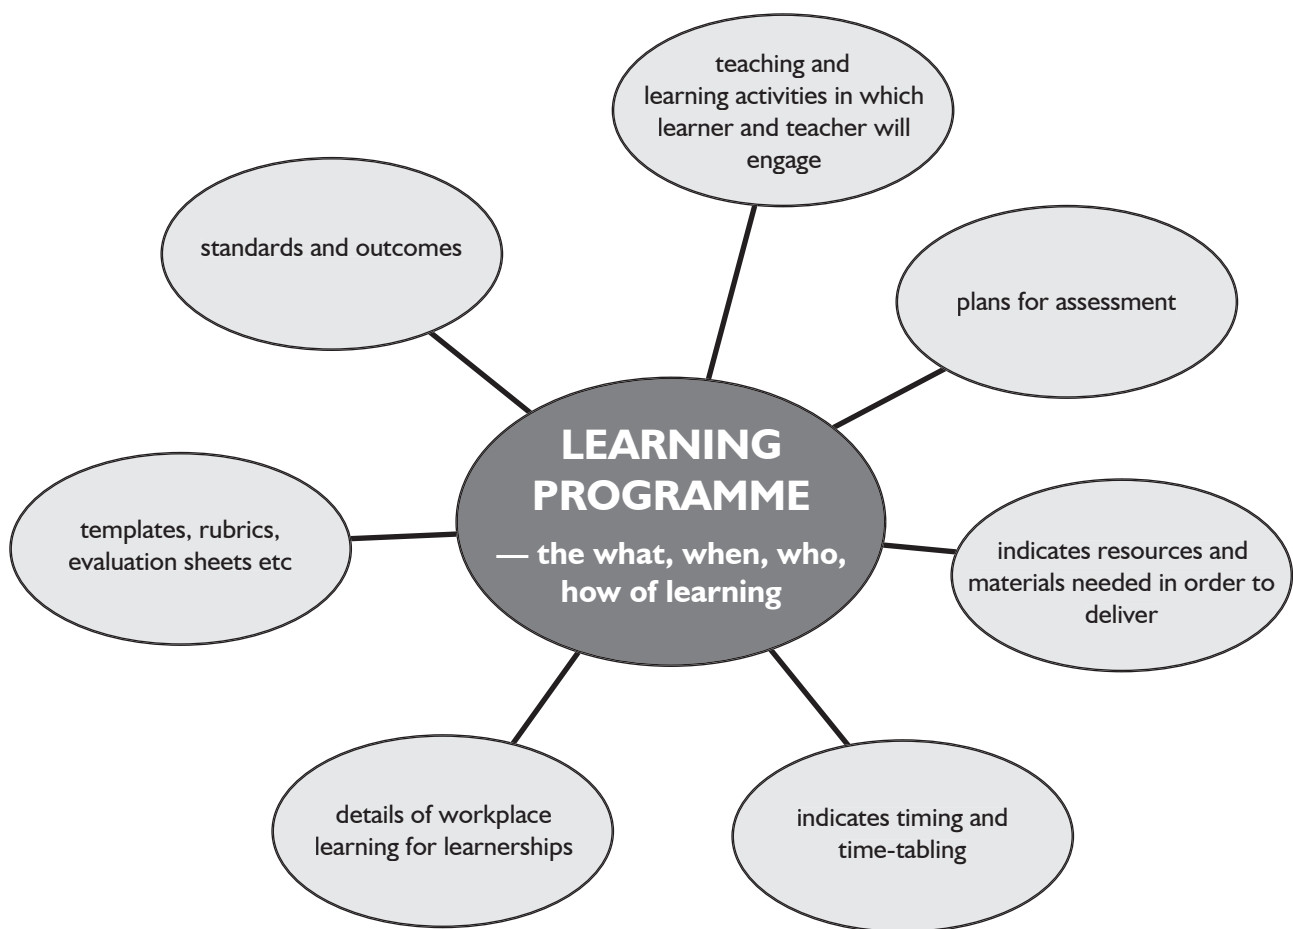 teaching and
learning activities in which
learner and teacher will
engage
standards and outcomes
plans for assessment
LEARNING
PROGRAMME
— the what, when, who,
how of learning
templates, rubrics,
evaluation sheets etc
indicates resources and
materials needed in order to
deliver
details of workplace
learning for learnerships
indicates timing and
time-tabling